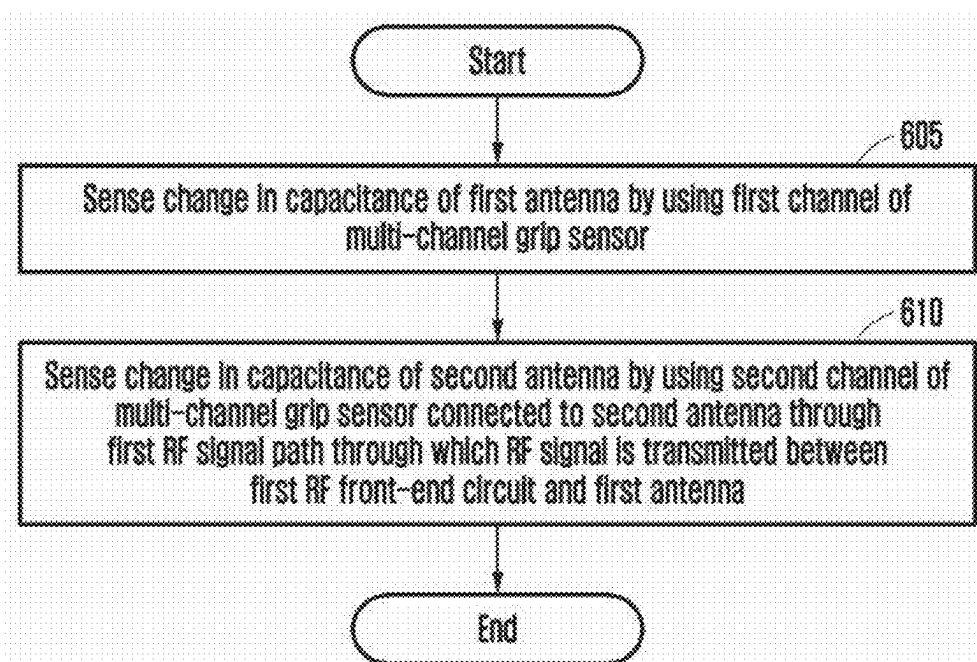 Start
605
Sense change in capacitance of first antenna by using first channel of
multi-channel grip sensor
610
Sense change in capacitance of second antenna by using second channel of
multi-channel grip sensor connected to second antenna through
first RF signal path through which RF signal is transmitted between
first RF front-end circuit and first antenna
End